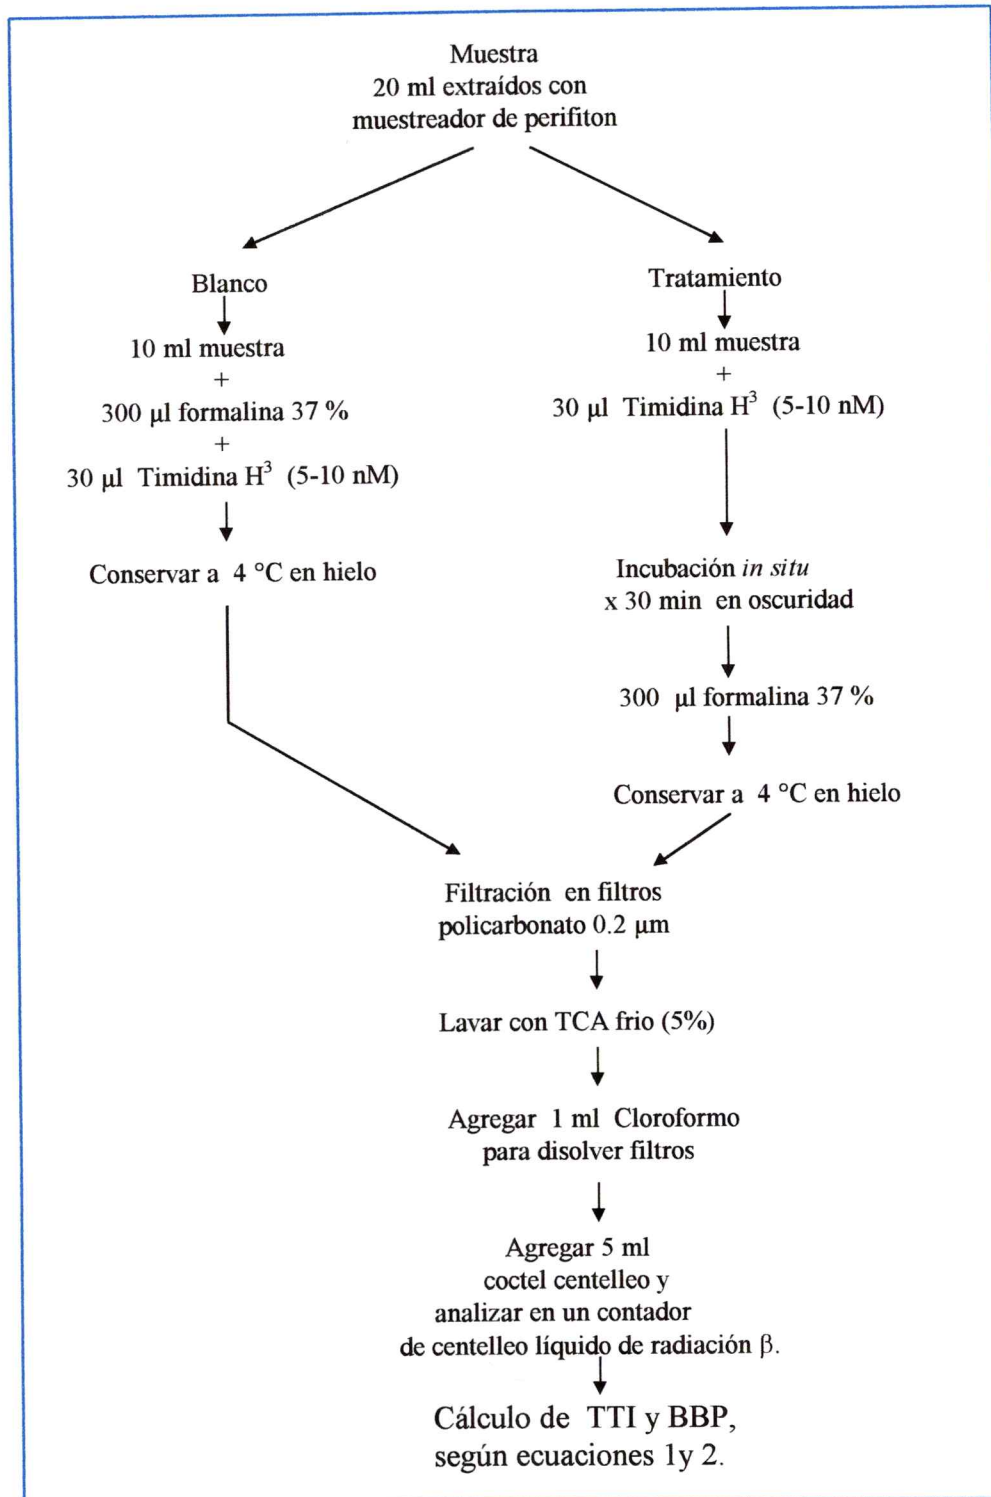 Muestra
20 ml extraídos con
muestreador de perifiton
Blanco
10 ml muestra
+
300 µl formalina 37 %
+
30 µl Timidina H³ (5-10 nM)
Conservar a 4 °C en hielo
Tratamiento
10 ml muestra
+
30 µl Timidina H³ (5-10 nM)
Incubación in situ
x 30 min en oscuridad
300 µl formalina 37 %
Conservar a 4 °C en hielo
Filtración en filtros
policarbonato 0.2 µm
Lavar con TCA frio (5%)
Agregar 1 ml Cloroformo
para disolver filtros
Agregar 5 ml
coctel centelleo y
analizar en un contador
de centelleo líquido de radiación β.
Cálculo de TTI y BBP,
según ecuaciones 1y 2.